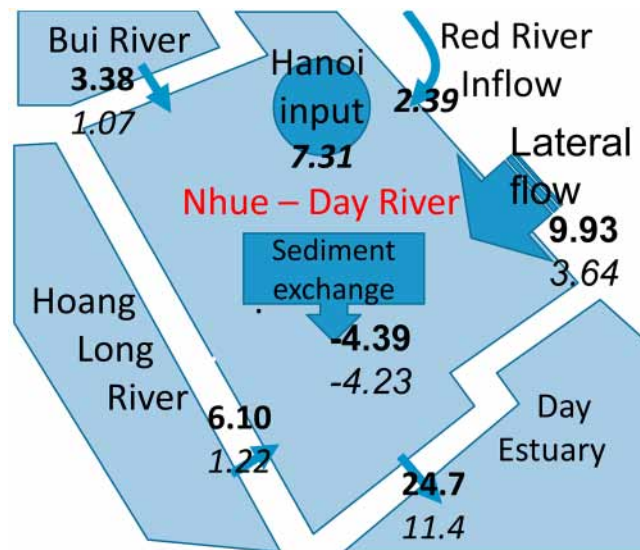 Bui River
3.38
1.07
Hanoi
input
7.31
Red River
Inflow
2.39
Lateral
flow
9.93
3.64
Nhue – Day River
Sediment
exchange
-4.39
-4.23
Hoang
Long
River
6.10
1.22
Day
Estuary
24.7
11.4